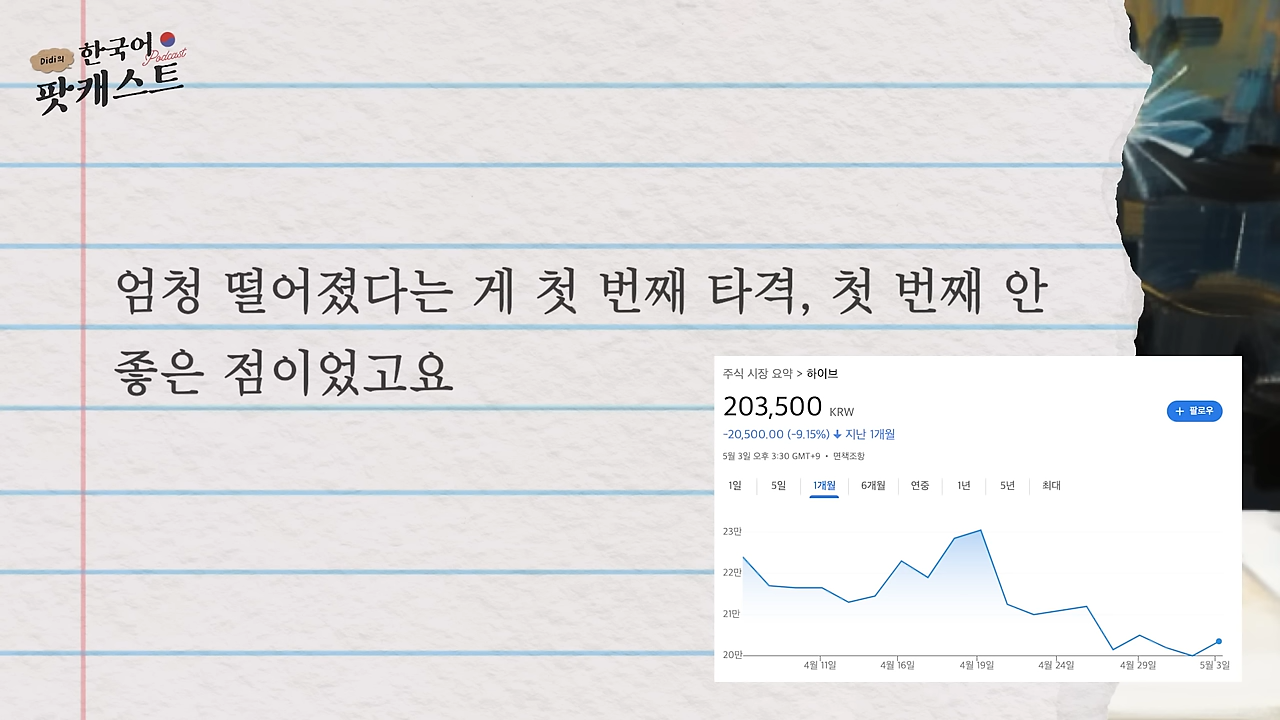 Didi의
한국어
Podcast
팟캐스트
엄청 떨어졌다는 게 첫 번째 타격, 첫 번째 안
좋은 점이었고요
주식 시장 요약 > 하이브
203,500 KRW
+ 팔로우
-20,500.00 (-9.15%) ↓ 지난 1개월
5월 3일 오후 3:30 GMT+9 • 면책조항
1일 5일 1개월 6개월 연중 1년 5년 최대
23만
22만
21만
20만
4월 11일 4월 16일 4월 19일 4월 24일 4월 29일 5월 3일